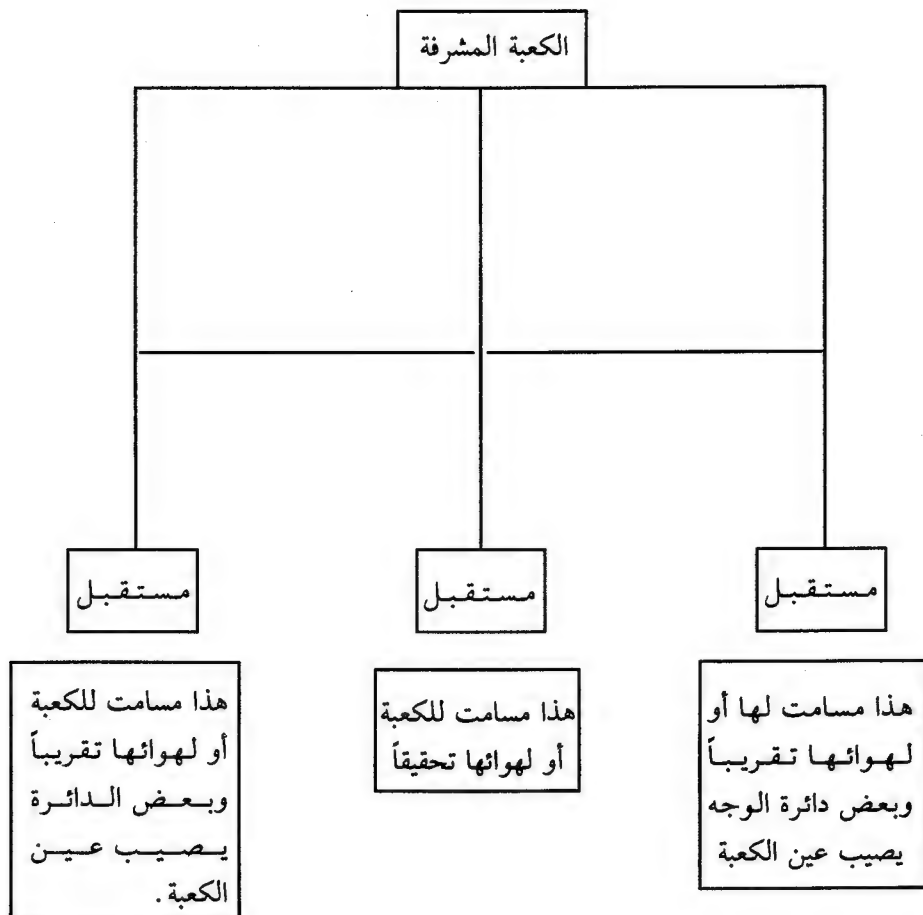 الكعبة المشرفة
مستقبل
مستقبل
مستقبل
هذا مسامت لها أو
لهوائها تقريباً
وبعض دائرة الوجه
يصيب عين الكعبة
هذا مسامت للكعبة
أو لهوائها تحقيقاً
هذا مسامت للكعبة
أو لهوائها تقريباً
وبعض الدائرة
يصيب عين
الكعبة.